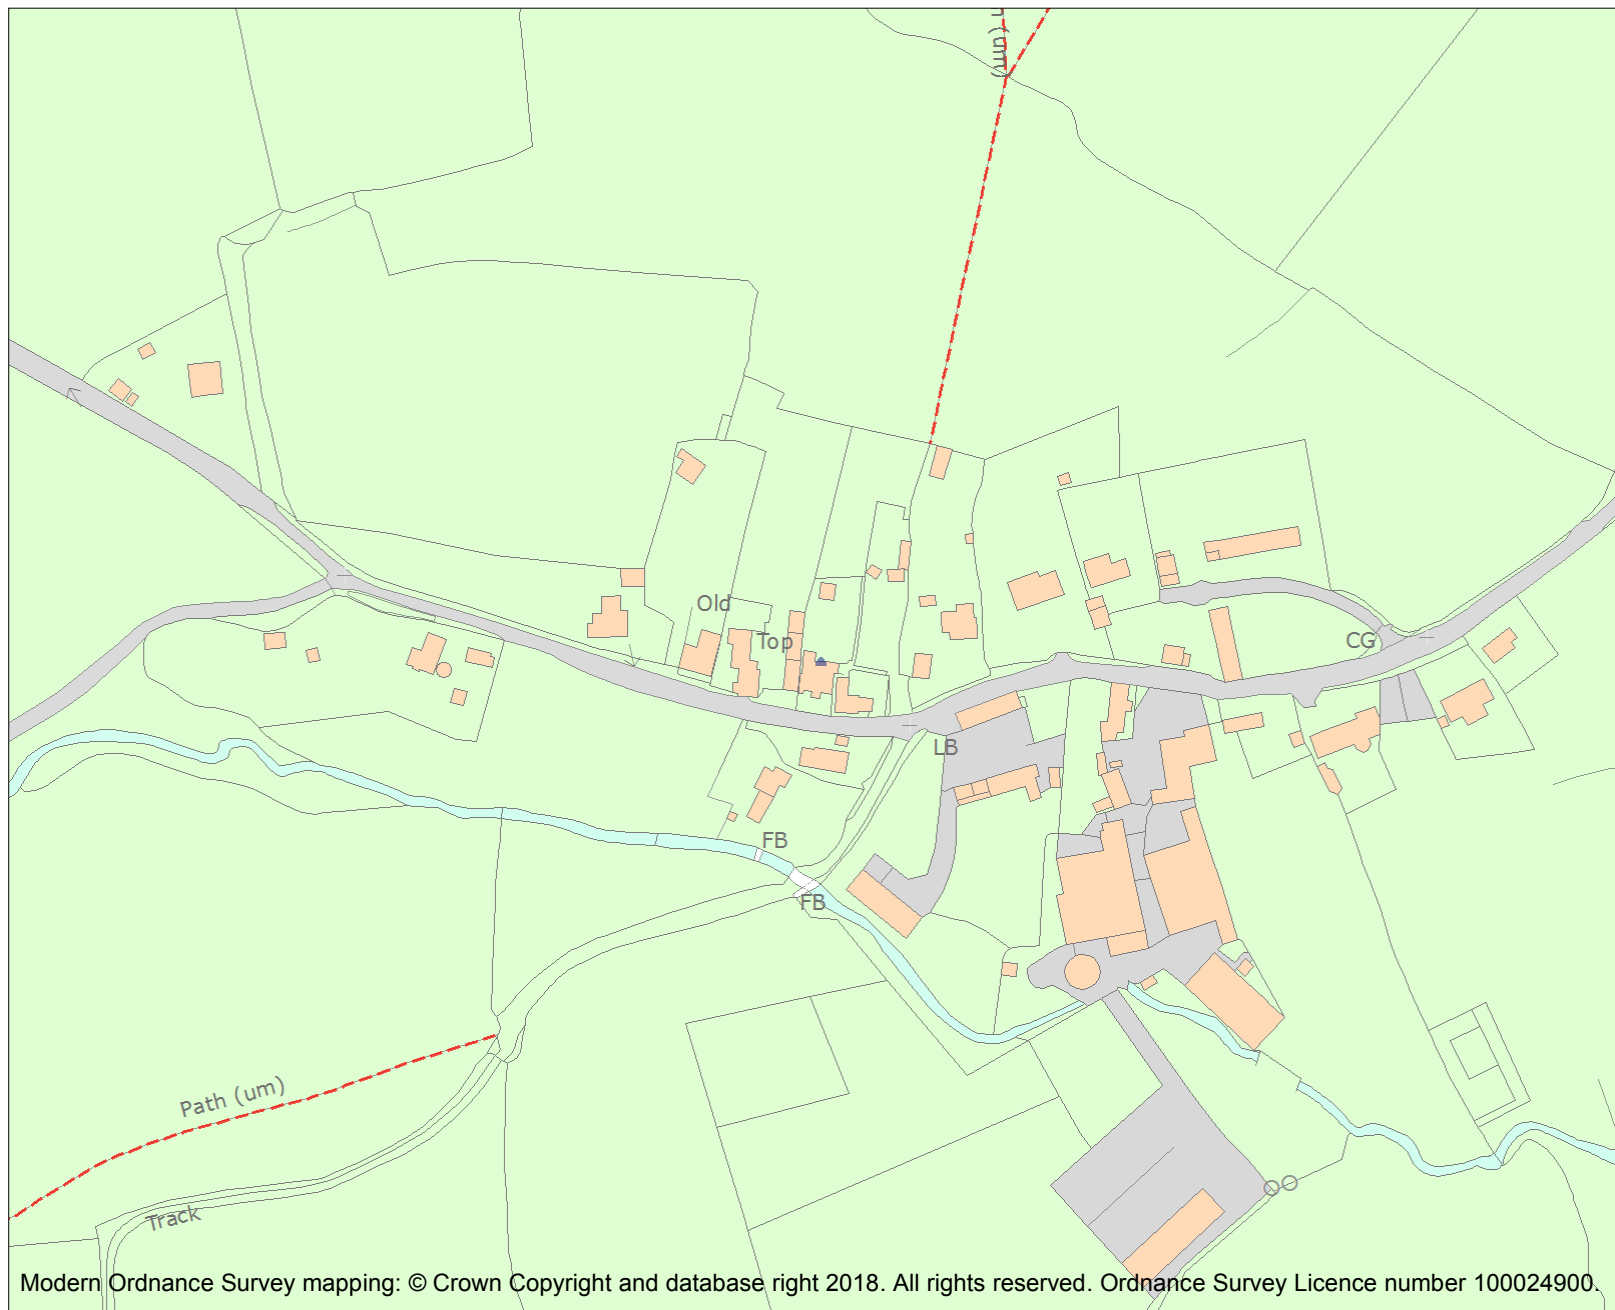 (um)
Old
Top
CG
LB
FB
FB
Path (um)
Track
Modern Ordnance Survey mapping: © Crown Copyright and database right 2018. All rights reserved. Ordnance Survey Licence number 100024900.